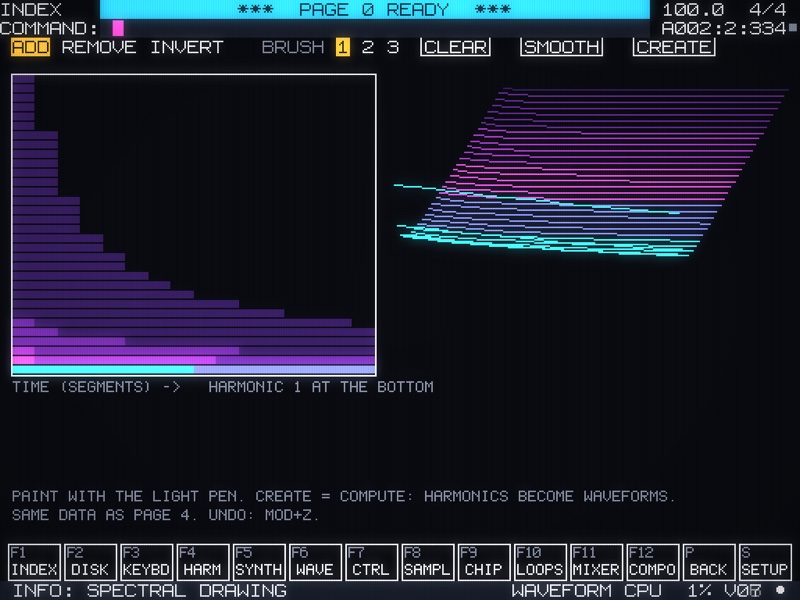 INDEX *** PAGE 0 READY *** 100.0 4/4
COMMAND: A002:2:334
ADD REMOVE INVERT BRUSH 1 2 3 CLEAR SMOOTH CREATE
TIME (SEGMENTS) -> HARMONIC 1 AT THE BOTTOM
PAINT WITH THE LIGHT PEN. CREATE = COMPUTE: HARMONICS BECOME WAVEFORMS.
SAME DATA AS PAGE 4. UNDO: MOD+Z.
F1 F2 F3 F4 F5 F6 F7 F8 F9 F10 F11 F12 P S
INDEX DISK KEYBD HARM SYNTH WAVE CTRL SAMPL CHIP LOOPS MIXER COMPO BACK SETUP
INFO: SPECTRAL DRAWING WAVEFORM CPU 1%